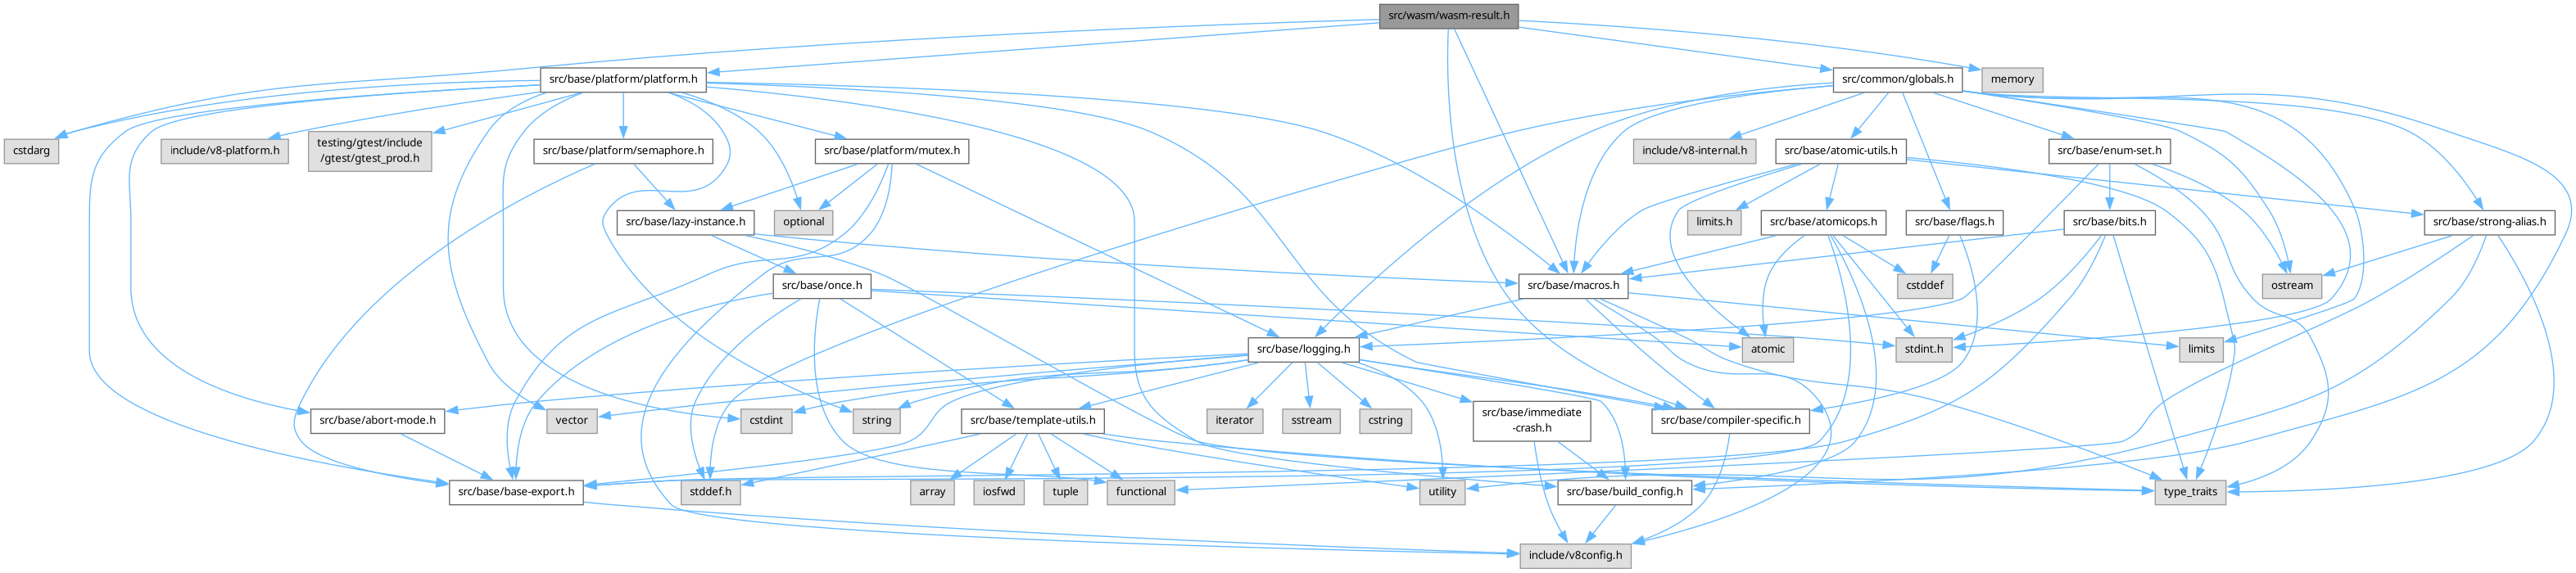 src/wasm/wasm-result.h
src/base/platform/platform.h
src/common/globals.h
memory
cstdarg
include/v8-platform.h
testing/gtest/include
/gtest/gtest_prod.h
src/base/platform/semaphore.h
src/base/platform/mutex.h
include/v8-internal.h
src/base/atomic-utils.h
src/base/enum-set.h
src/base/lazy-instance.h
optional
limits.h
src/base/atomicops.h
src/base/flags.h
src/base/bits.h
src/base/strong-alias.h
src/base/once.h
src/base/macros.h
cstddef
ostream
src/base/logging.h
atomic
stdint.h
limits
src/base/abort-mode.h
vector
cstdint
string
src/base/template-utils.h
iterator
sstream
cstring
src/base/immediate
-crash.h
src/base/compiler-specific.h
src/base/base-export.h
stddef.h
array
iosfwd
tuple
functional
utility
src/base/build_config.h
type_traits
include/v8config.h